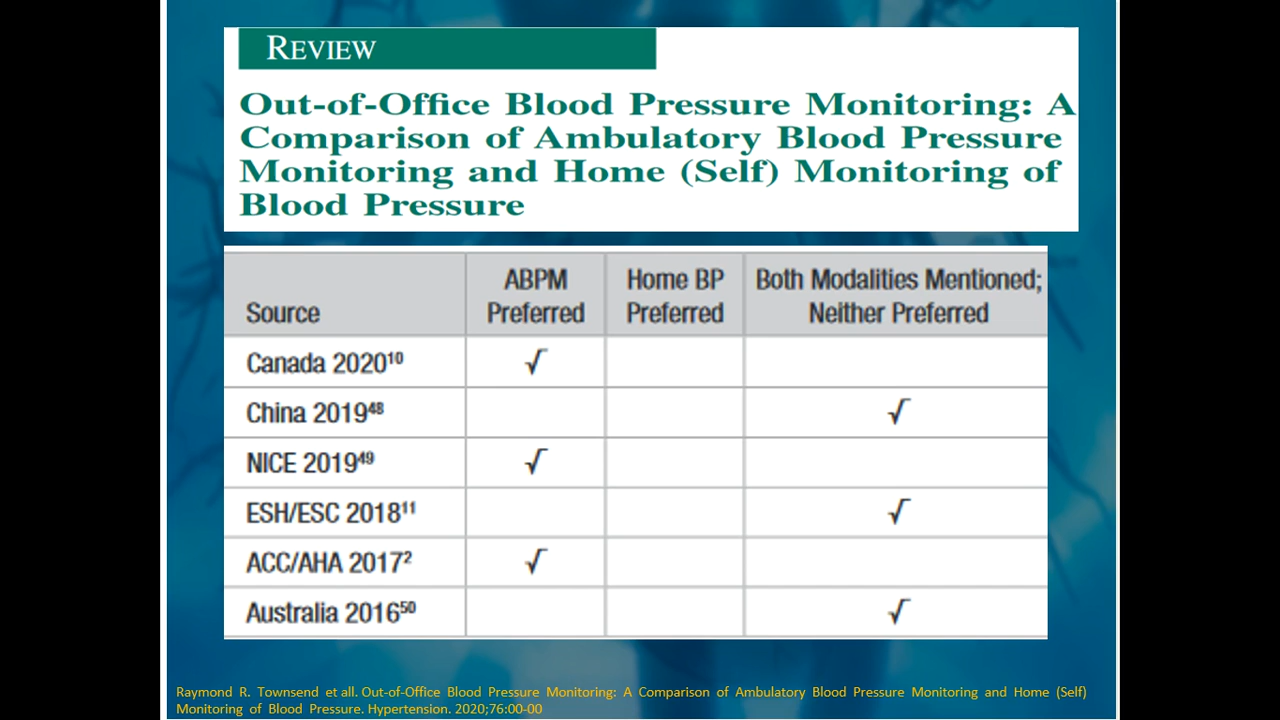 REVIEW
Out-of-Office Blood Pressure Monitoring: A
Comparison of Ambulatory Blood Pressure
Monitoring and Home (Self) Monitoring of
Blood Pressure
Source ABPM Preferred Home BP Preferred Both Modalities Mentioned; Neither Preferred
Canada 2020¹⁰ √
China 2019⁴⁸ √
NICE 2019⁴⁹ √
ESH/ESC 2018¹¹ √
ACC/AHA 2017² √
Australia 2016⁵⁰ √
Raymond R. Townsend et all. Out-of-Office Blood Pressure Monitoring: A Comparison of Ambulatory Blood Pressure Monitoring and Home (Self)
Monitoring of Blood Pressure. Hypertension. 2020;76:00-00